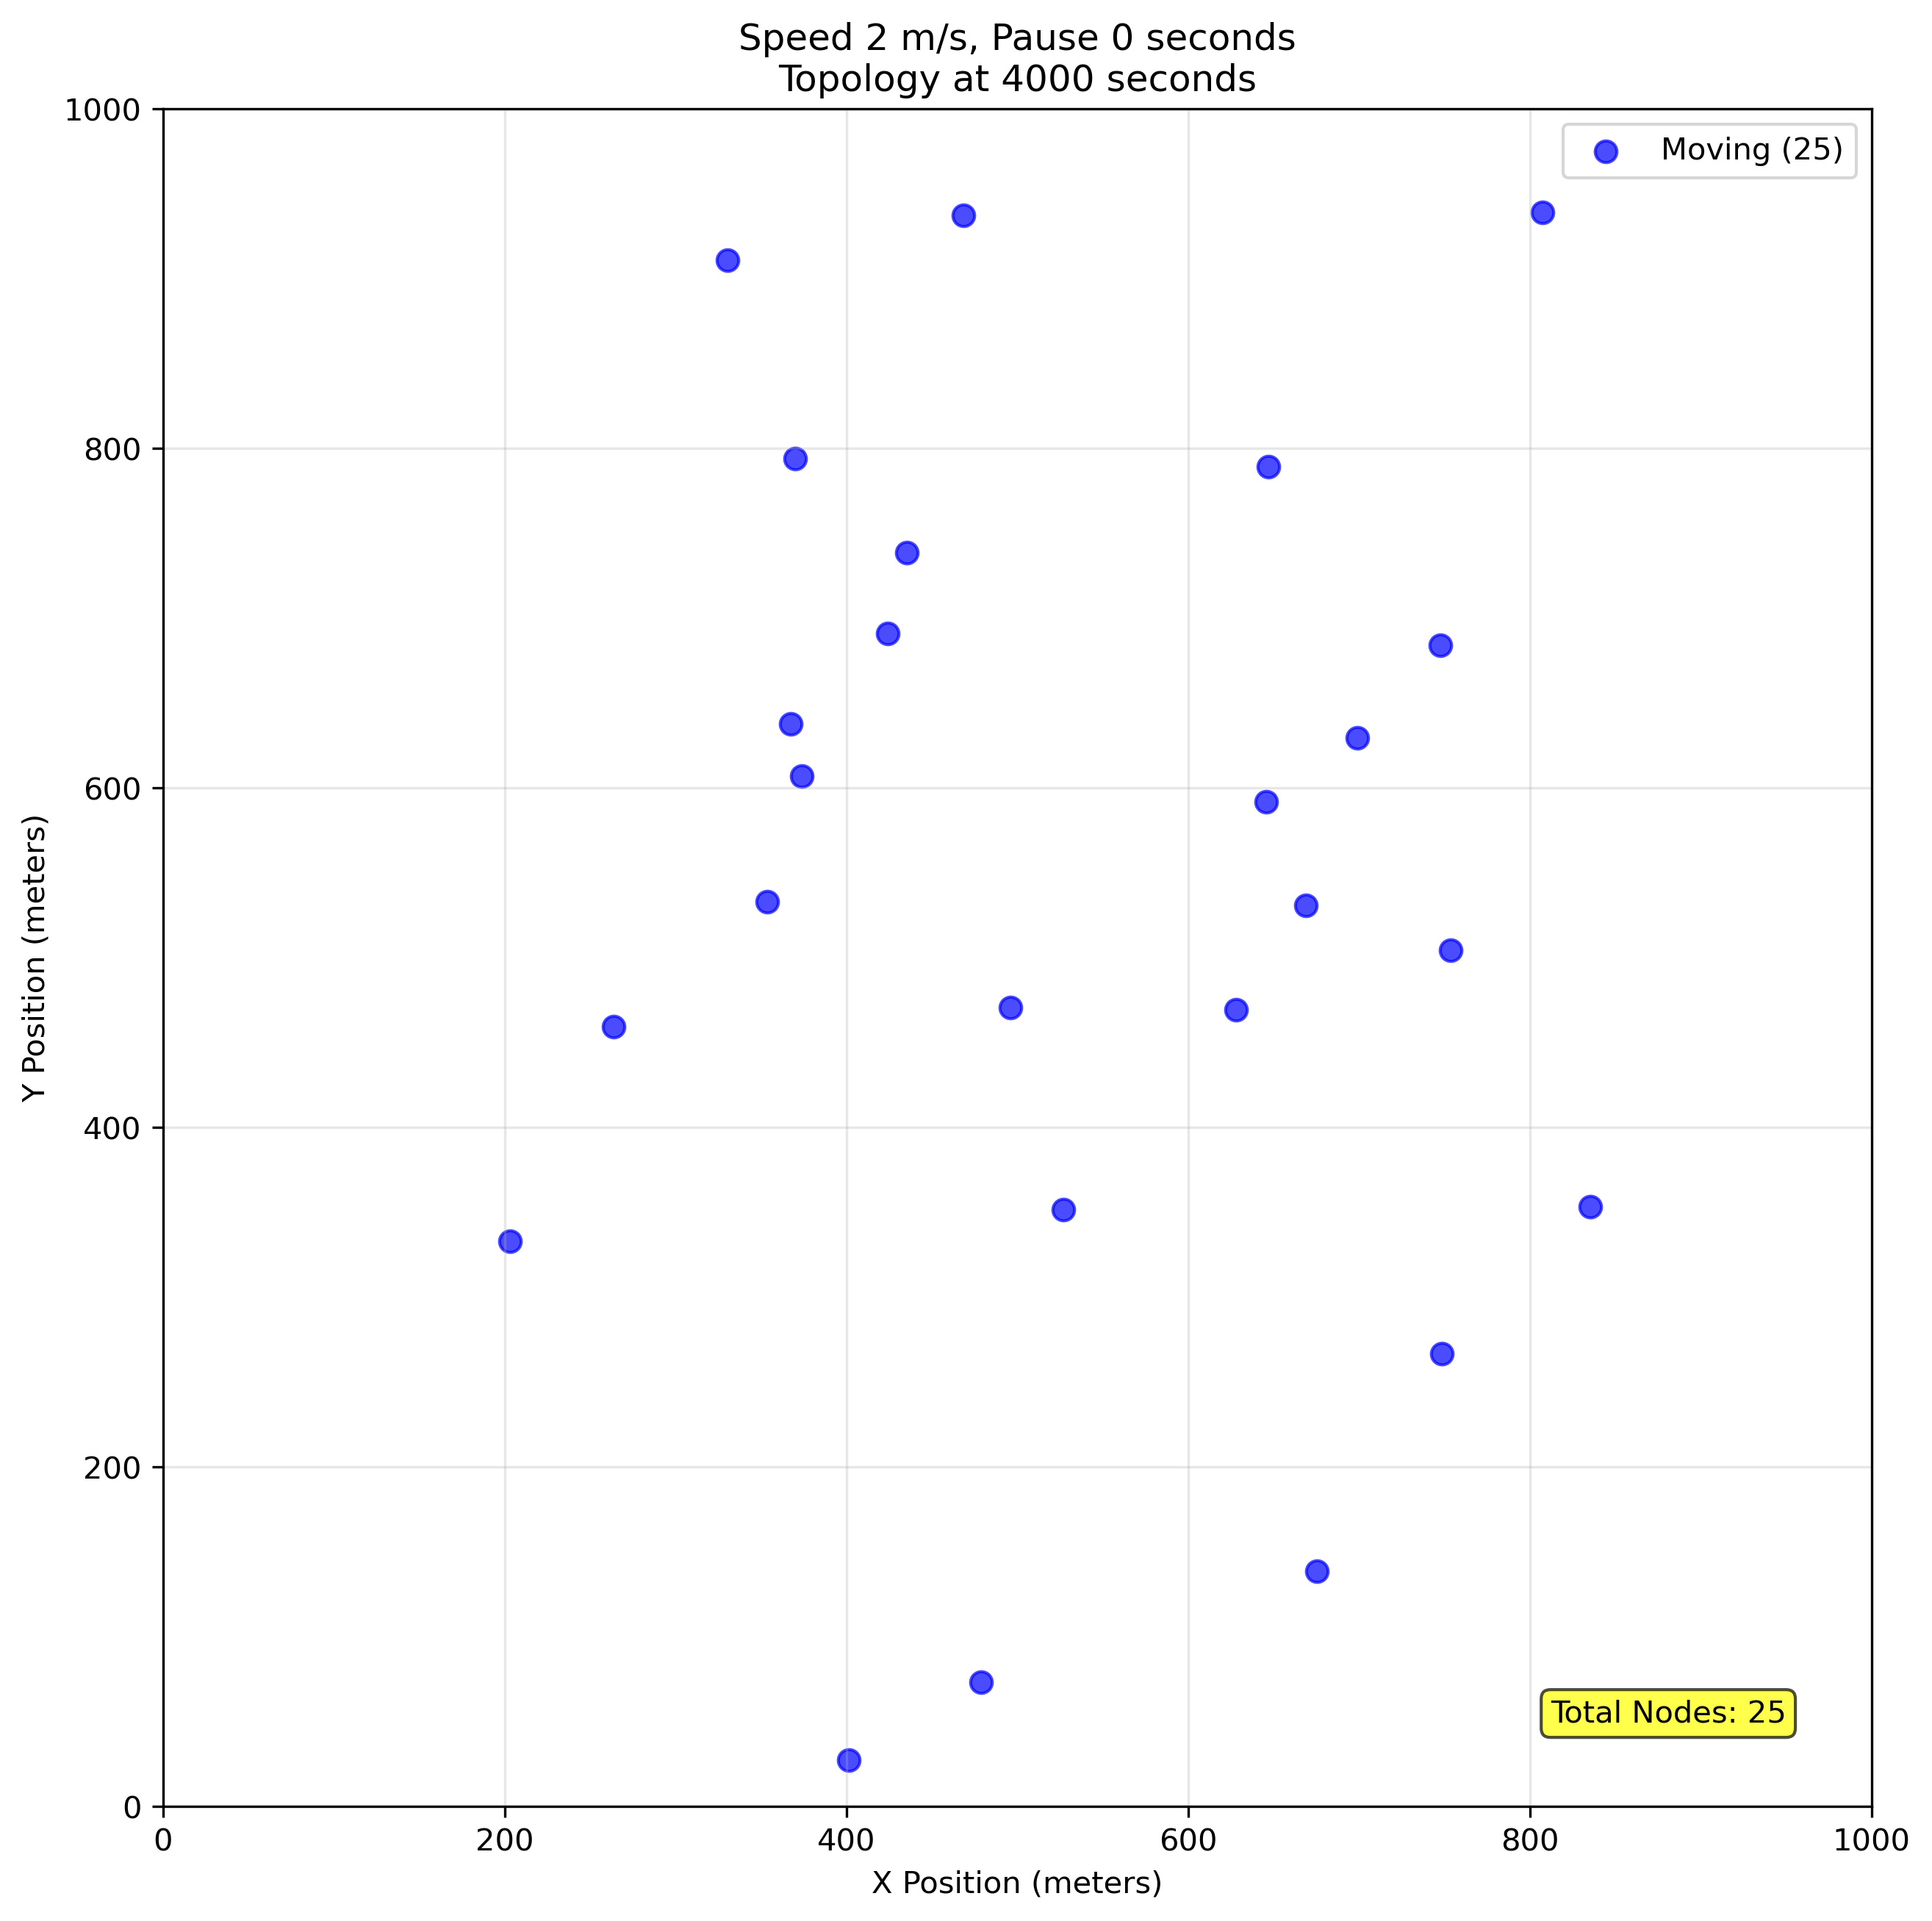 Speed 2 m/s, Pause 0 seconds
Topology at 4000 seconds
Moving (25)
1000
800
600
400
200
0
Y Position (meters)
Total Nodes: 25
0 200 400 600 800 1000
X Position (meters)